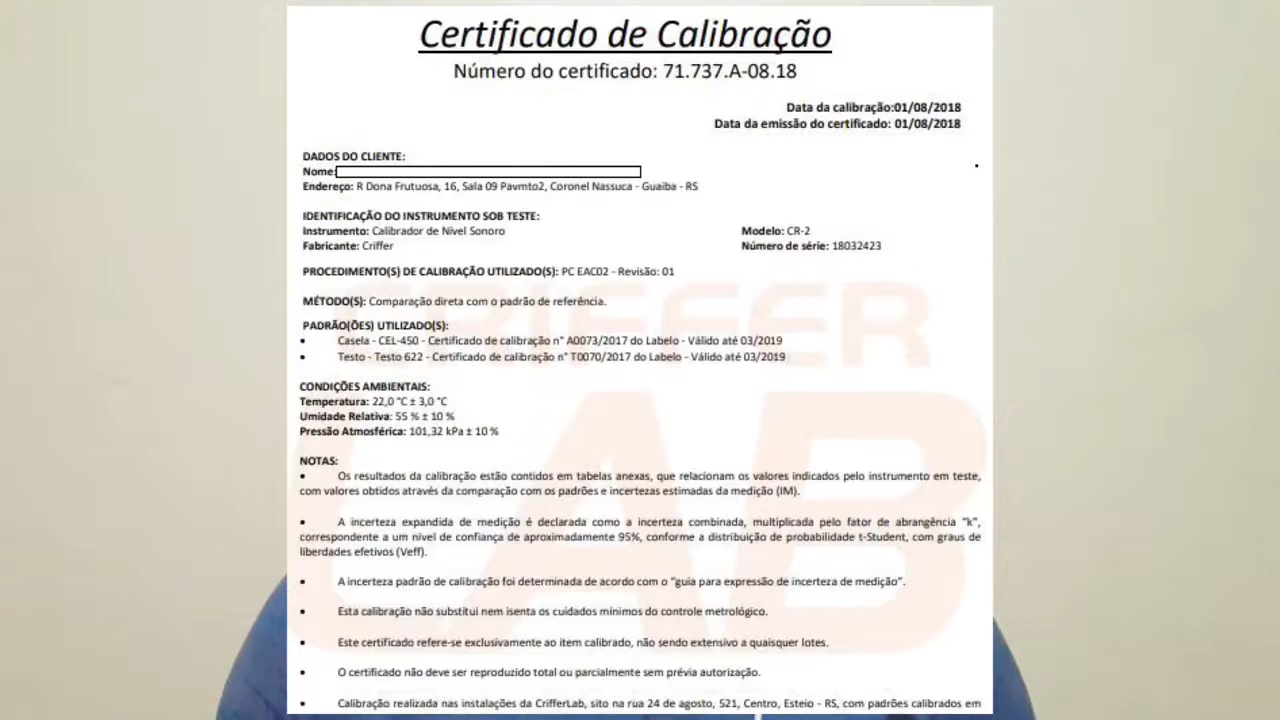 Certificado de Calibração
Número do certificado: 71.737.A-08.18
Data da calibração:01/08/2018
Data da emissão do certificado: 01/08/2018
DADOS DO CLIENTE:
Nome:
Endereço: R Dona Frutuosa, 16, Sala 09 Pavmto2, Coronel Nassuca - Guaíba - RS
IDENTIFICAÇÃO DO INSTRUMENTO SOB TESTE:
Instrumento: Calibrador de Nível Sonoro
Modelo: CR-2
Fabricante: Criffer
Número de série: 18032423
PROCEDIMENTO(S) DE CALIBRAÇÃO UTILIZADO(S): PC EAC02 - Revisão: 01
MÉTODO(S): Comparação direta com o padrão de referência.
PADRÃO(ÕES) UTILIZADO(S):
• Casela - CEL-450 - Certificado de calibração n° A0073/2017 do Labelo - Válido até 03/2019
• Testo - Testo 622 - Certificado de calibração n° T0070/2017 do Labelo - Válido até 03/2019
CONDIÇÕES AMBIENTAIS:
Temperatura: 22,0 °C ± 3,0 °C
Umidade Relativa: 55 % ± 10 %
Pressão Atmosférica: 101,32 kPa ± 10 %
NOTAS:
• Os resultados da calibração estão contidos em tabelas anexas, que relacionam os valores indicados pelo instrumento em teste,
com valores obtidos através da comparação com os padrões e incertezas estimadas da medição (IM).
• A incerteza expandida de medição é declarada como a incerteza combinada, multiplicada pelo fator de abrangência "k",
correspondente a um nível de confiança de aproximadamente 95%, conforme a distribuição de probabilidade t-Student, com graus de
liberdades efetivos (Veff).
• A incerteza padrão de calibração foi determinada de acordo com o "guia para expressão de incerteza de medição".
• Esta calibração não substitui nem isenta os cuidados mínimos do controle metrológico.
• Este certificado refere-se exclusivamente ao item calibrado, não sendo extensivo a quaisquer lotes.
• O certificado não deve ser reproduzido total ou parcialmente sem prévia autorização.
• Calibração realizada nas instalações da CrifferLab, sito na rua 24 de agosto, 521, Centro, Esteio - RS, com padrões calibrados em
CRIFFER
LAB